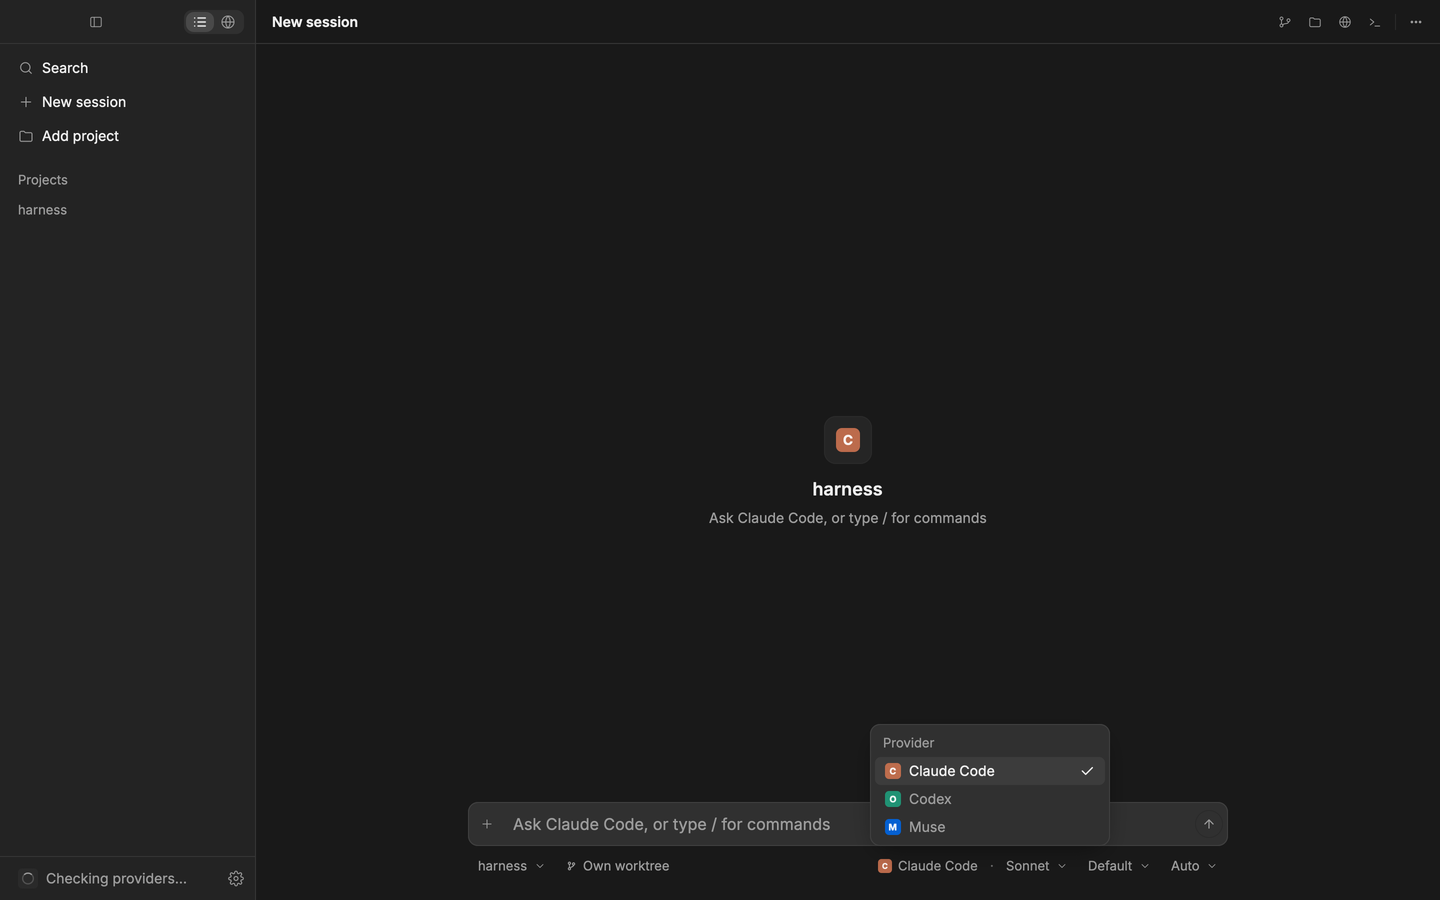 New session
Search
New session
Add project
Projects
harness
C
harness
Ask Claude Code, or type / for commands
Provider
C Claude Code
O Codex
M Muse
Ask Claude Code, or type / for commands
harness Own worktree C Claude Code · Sonnet Default Auto
Checking providers...